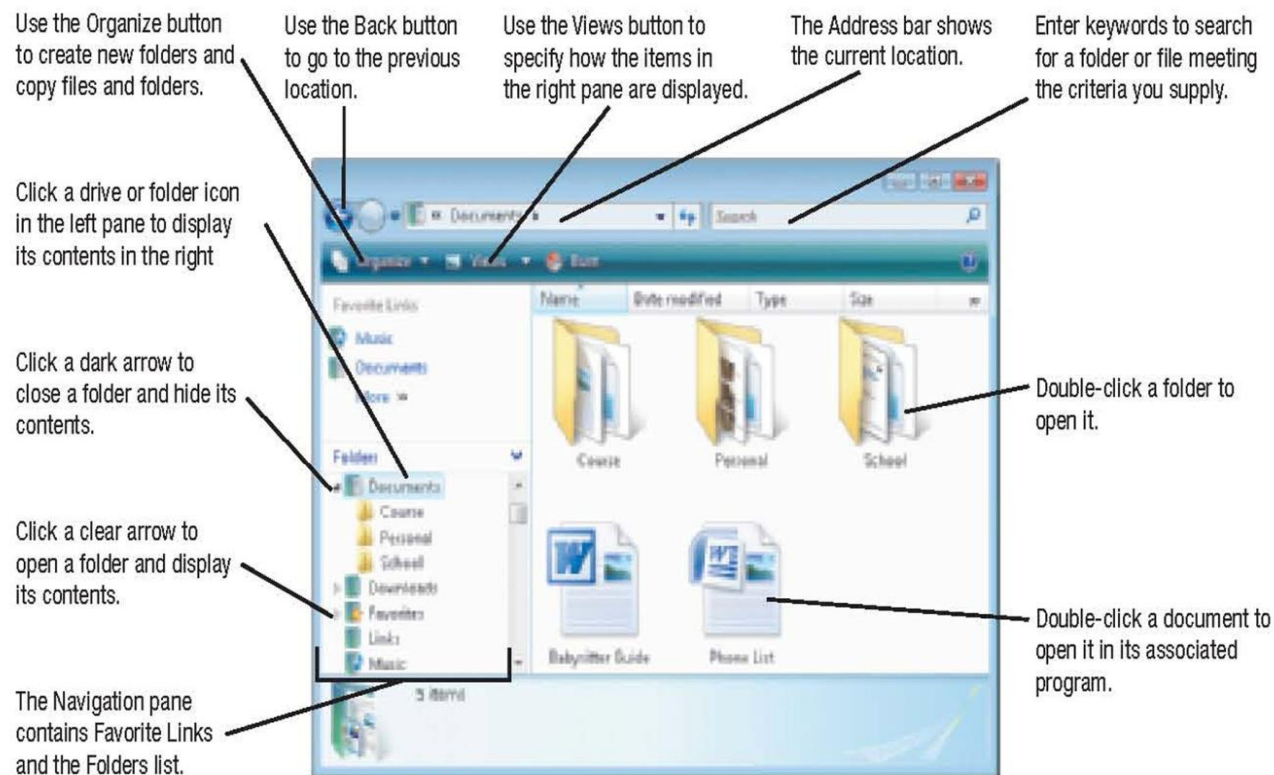 Use the Organize button
to create new folders and
copy files and folders.
Use the Back button
to go to the previous
location.
Use the Views button to
specify how the items in
the right pane are displayed.
The Address bar shows
the current location.
Enter keywords to search
for a folder or file meeting
the criteria you supply.
Click a drive or folder icon
in the left pane to display
its contents in the right
Click a dark arrow to
close a folder and hide its
contents.
Click a clear arrow to
open a folder and display
its contents.
The Navigation pane
contains Favorite Links
and the Folders list.
« Documents
Search
Organize Views Burn
Favorite Links
Music
Documents
More »
Folders
Documents
Course
Personal
School
Downloads
Favorites
Links
Music
Name Date modified Type Size »
Course Personal School
Babysitter Guide Phone List
5 items
Double-click a folder to
open it.
Double-click a document to
open it in its associated
program.